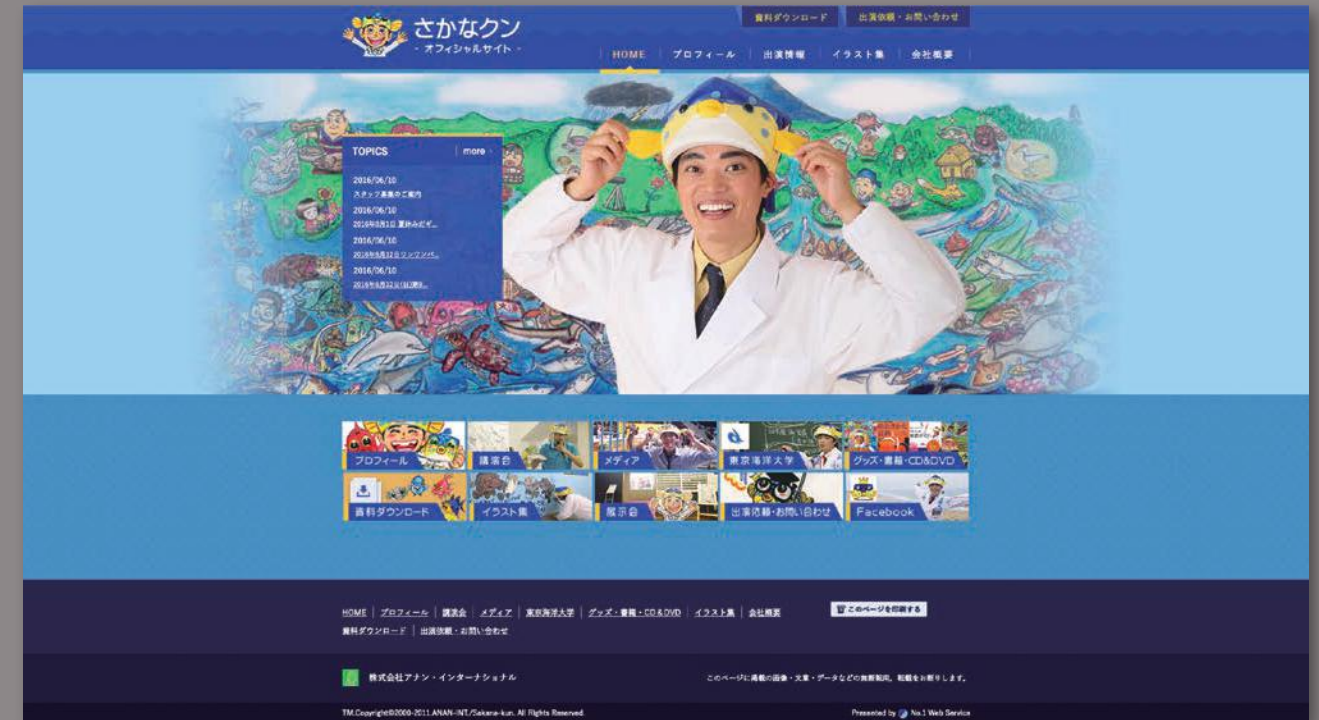 さかなクン
- オフィシャルサイト -
資料ダウンロード
出演依頼・お問い合わせ
HOME
プロフィール
出演情報
イラスト集
会社概要
TOPICS
more
2016/06/10
スタッフ募集のご案内
2016/06/10
2016/06/10
2016/06/10
プロフィール
講演会
メディア
東京海洋大学
グッズ・書籍・CD&DVD
資料ダウンロード
イラスト集
展示会
出演依頼・お問い合わせ
Facebook
HOME | プロフィール | 講演会 | メディア | 東京海洋大学 | グッズ・書籍・CD&DVD | イラスト集 | 会社概要
資料ダウンロード | 出演依頼・お問い合わせ
このページを印刷する
株式会社アナン・インターナショナル
このページに掲載の画像・文章・データなどの無断転用、転載をお断りします。
TM,Copyright©2000-2011 ANAN-INT./Sakana-kun. All Rights Reserved.
Presented by No.1 Web Service